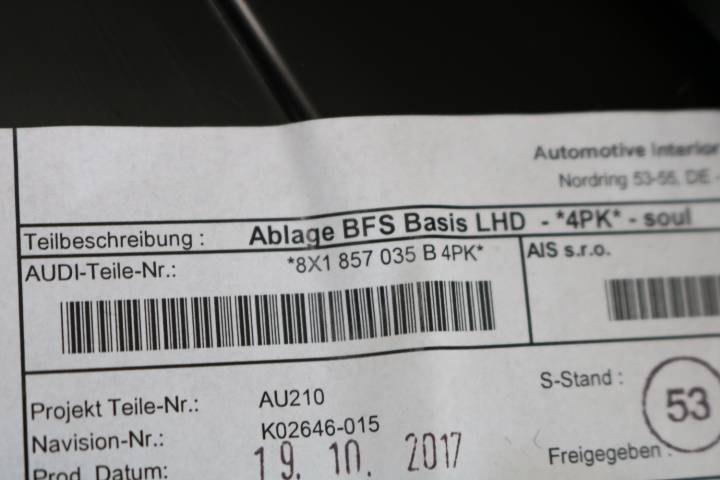 Automotive Interior
Nordring 53-55, DE -
Teilbeschreibung : Ablage BFS Basis LHD - *4PK* - soul
AUDI-Teile-Nr.: *8X1 857 035 B 4PK* AIS s.r.o.
Projekt Teile-Nr.: AU210 S-Stand : 53
Navision-Nr.: K02646-015
Freigegeben :
Prod. Datum: 19. 10. 2017